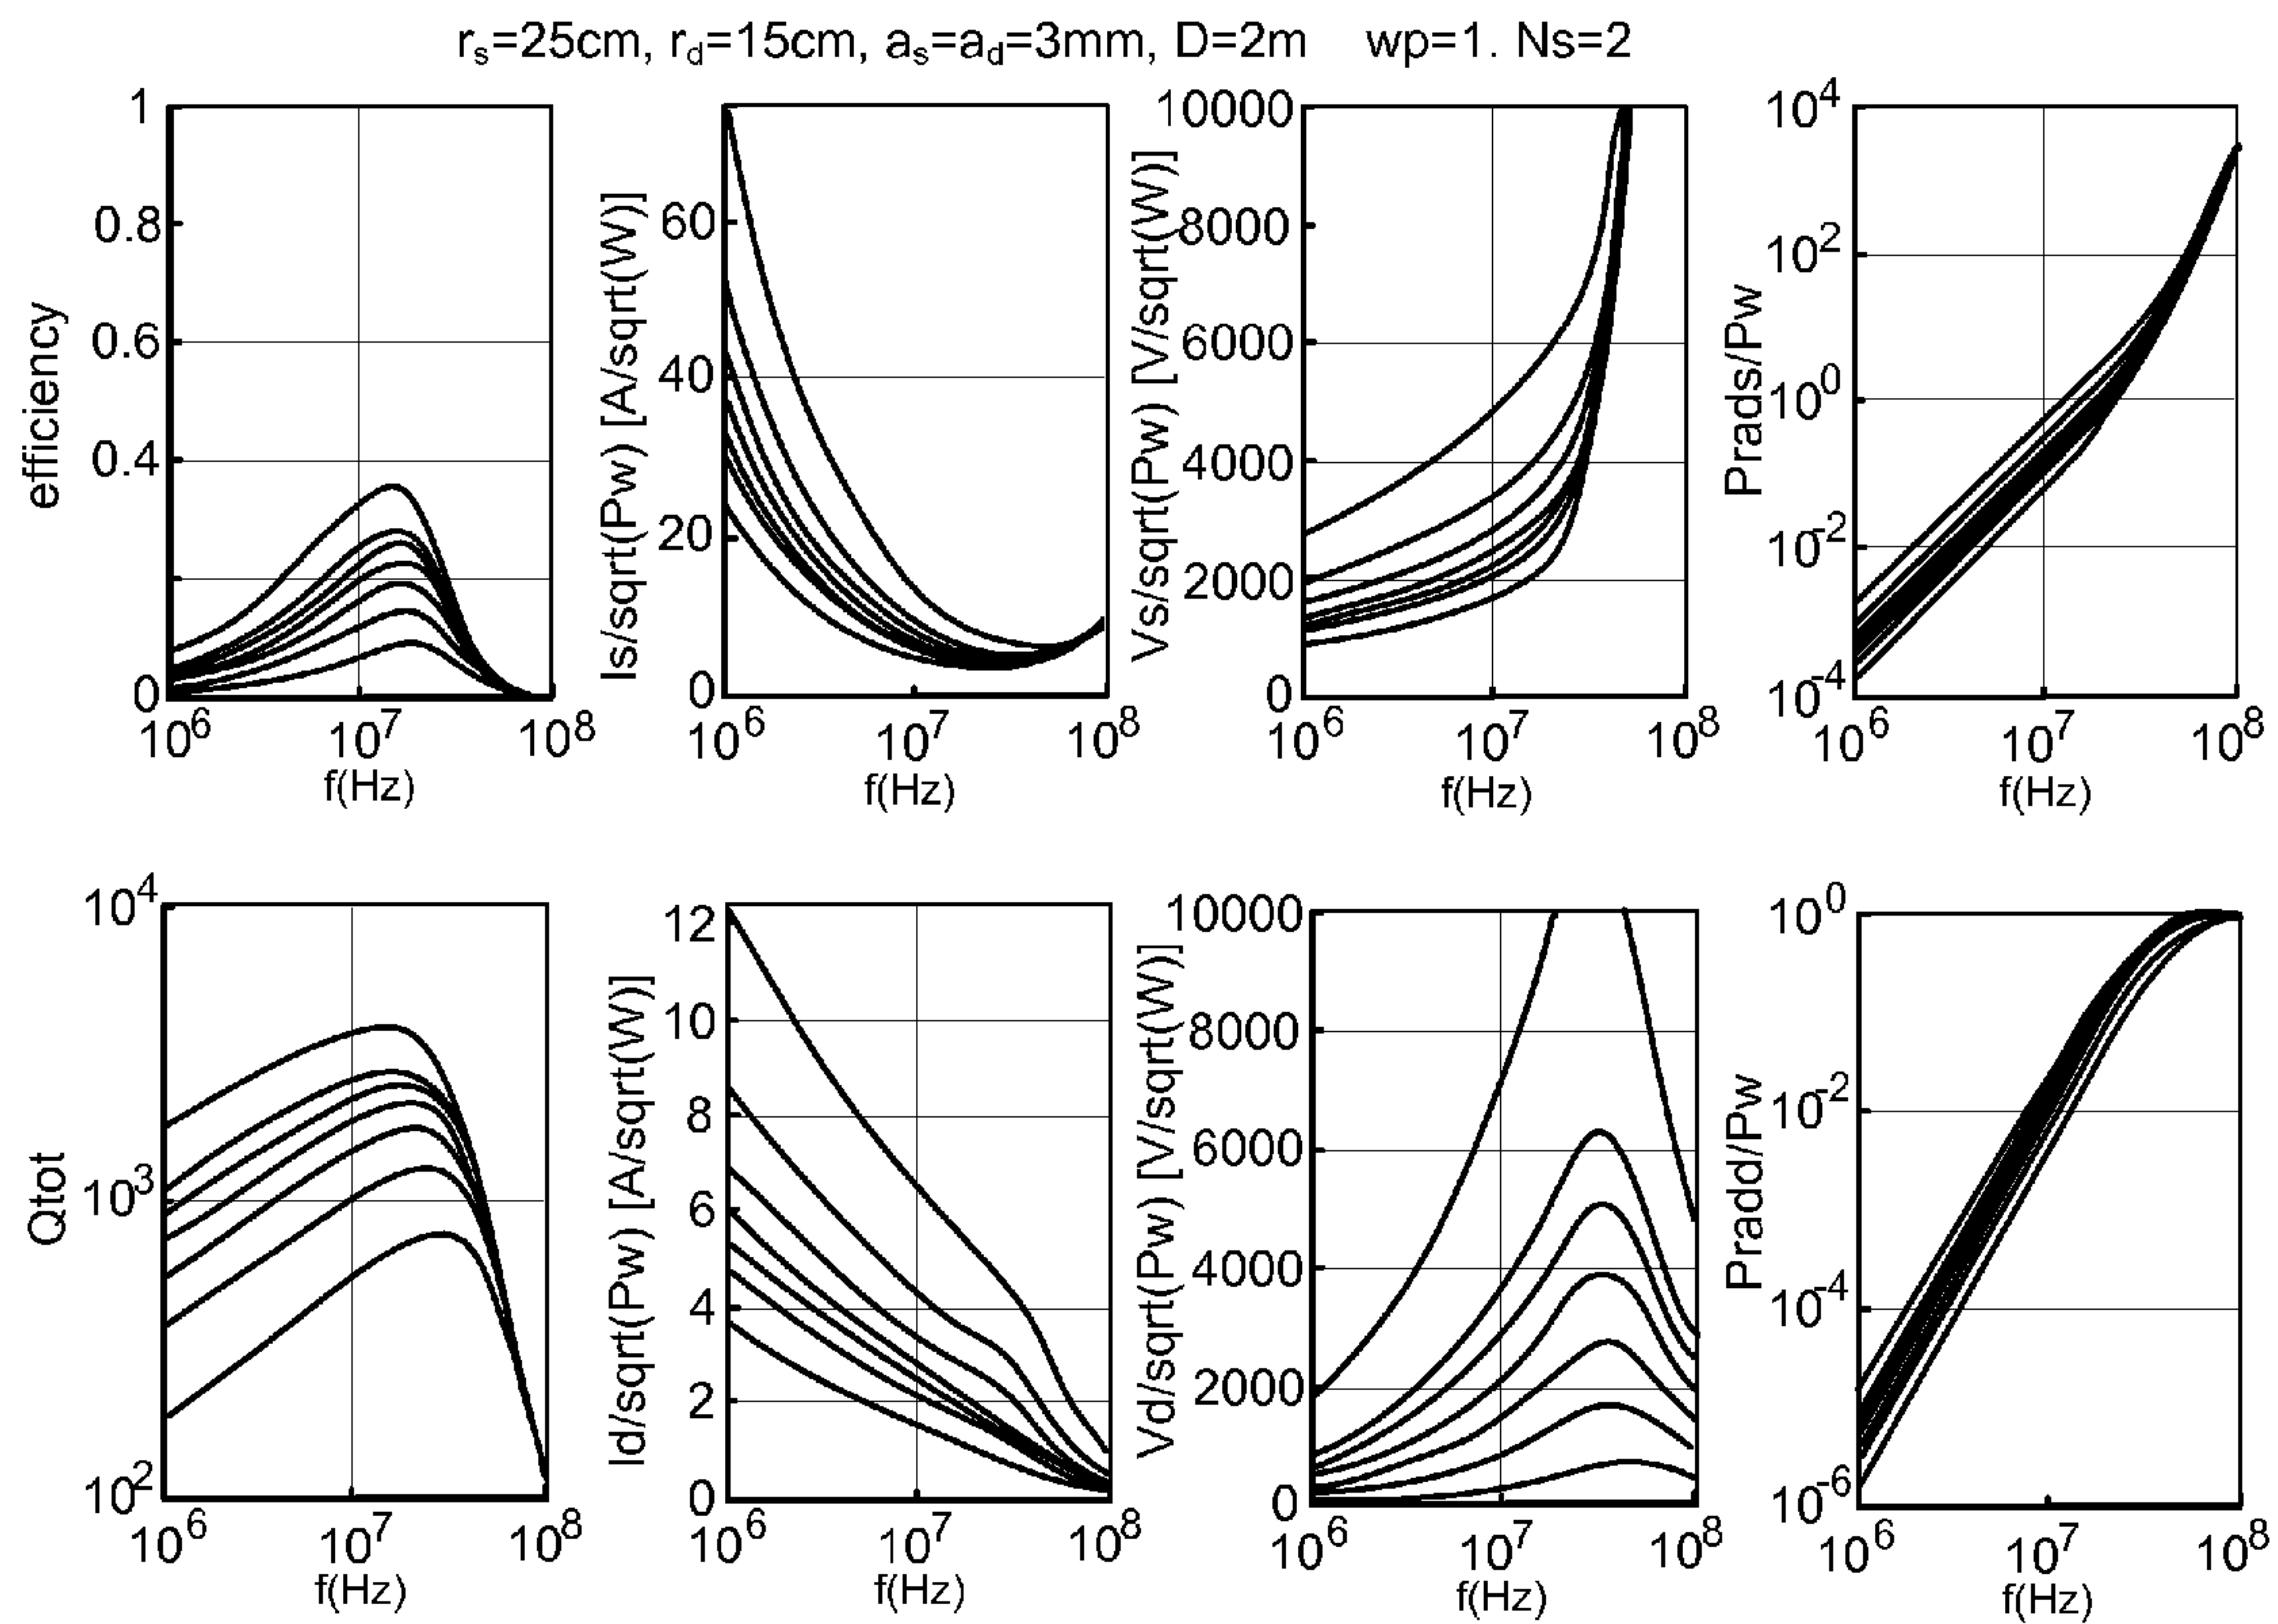 r_s=25cm, r_d=15cm, a_s=a_d=3mm, D=2m wp=1. Ns=2
efficiency
1
0.8
0.6
0.4
0
10^6 10^7 10^8
f(Hz)
Is/sqrt(Pw) [A/sqrt(W)]
60
40
20
0
10^6 10^7 10^8
f(Hz)
Vs/sqrt(Pw) [V/sqrt(W)]
10000
8000
6000
4000
2000
0
10^6 10^7 10^8
f(Hz)
Prads/Pw
10^4
10^2
10^0
10^-2
10^-4
10^6 10^7 10^8
f(Hz)
Qtot
10^4
10^3
10^2
10^6 10^7 10^8
f(Hz)
Id/sqrt(Pw) [A/sqrt(W)]
12
10
8
6
4
2
0
10^6 10^7 10^8
f(Hz)
Vd/sqrt(Pw) [V/sqrt(W)]
10000
8000
6000
4000
2000
0
10^6 10^7 10^8
f(Hz)
Pradd/Pw
10^0
10^-2
10^-4
10^-6
10^6 10^7 10^8
f(Hz)